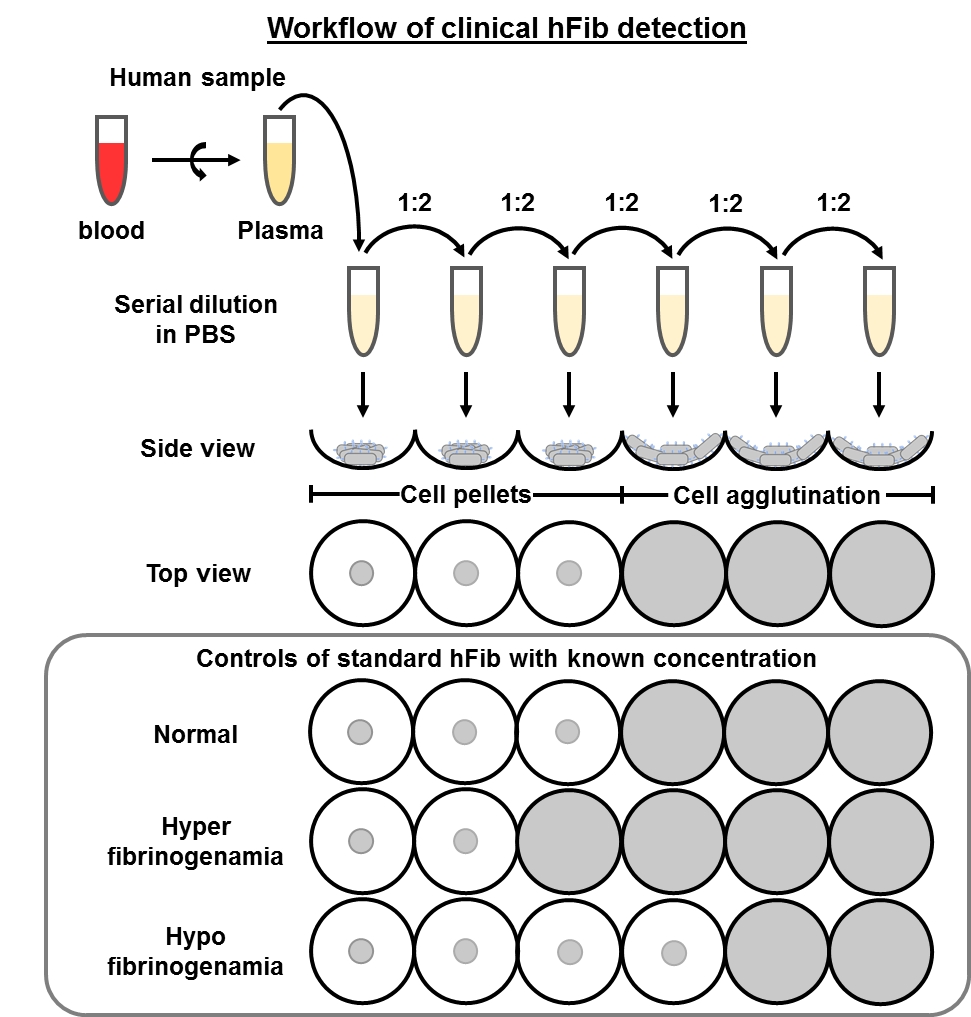 Workflow of clinical hFib detection
Human sample
blood
Plasma
1:2
1:2
1:2
1:2
1:2
Serial dilution
in PBS
Side view
Cell pellets
Cell agglutination
Top view
Controls of standard hFib with known concentration
Normal
Hyper
fibrinogenamia
Hypo
fibrinogenamia